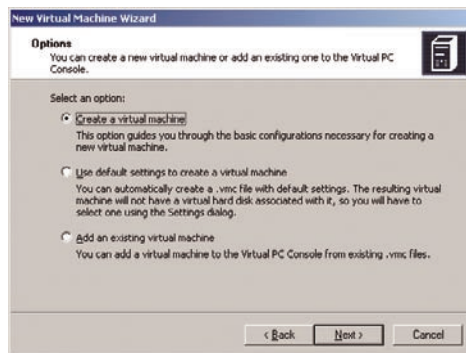 New Virtual Machine Wizard
Options
You can create a new virtual machine or add an existing one to the Virtual PC
Console.
Select an option:
Create a virtual machine
This option guides you through the basic configurations necessary for creating a
new virtual machine.
Use default settings to create a virtual machine
You can automatically create a .vmc file with default settings. The resulting virtual
machine will not have a virtual hard disk associated with it, so you will have to
select one using the Settings dialog.
Add an existing virtual machine
You can add a virtual machine to the Virtual PC Console from existing .vmc files.
< Back
Next >
Cancel